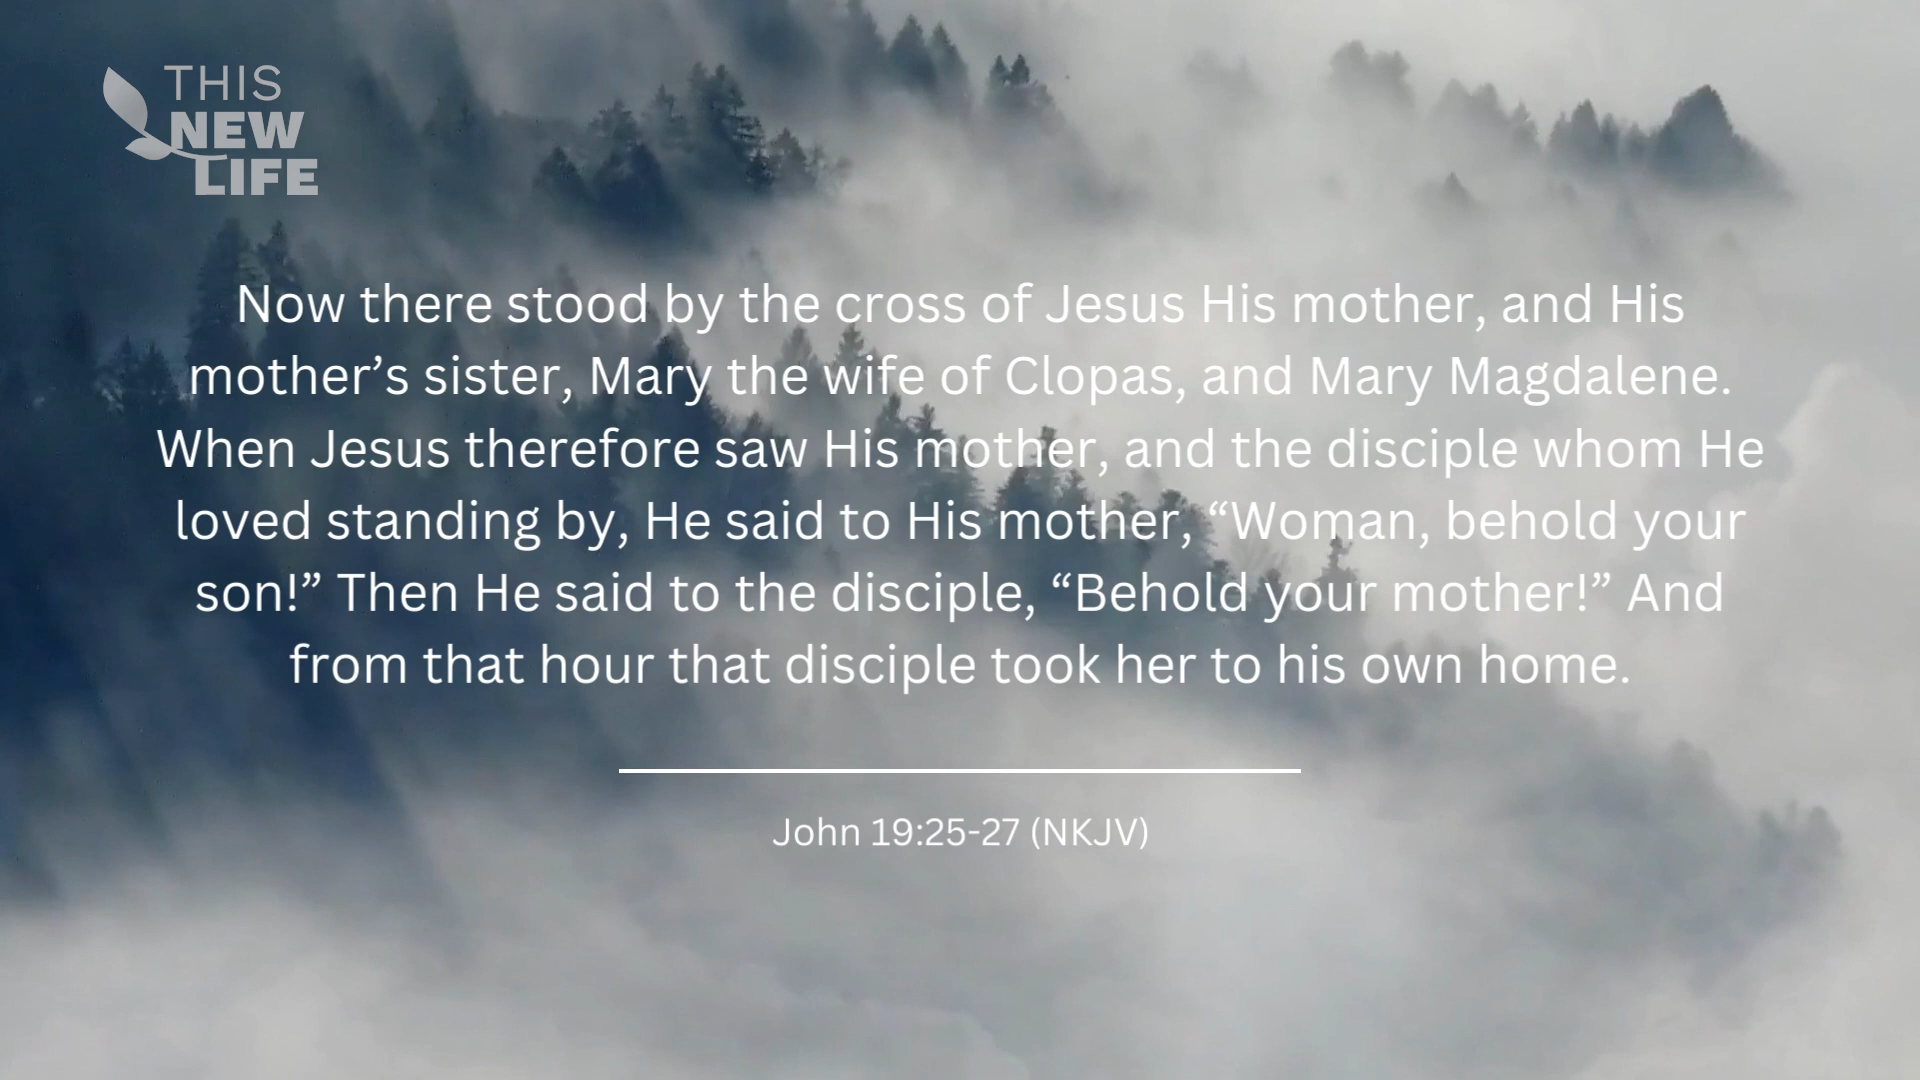 THIS
NEW
LIFE
Now there stood by the cross of Jesus His mother, and His
mother’s sister, Mary the wife of Clopas, and Mary Magdalene.
When Jesus therefore saw His mother, and the disciple whom He
loved standing by, He said to His mother, “Woman, behold your
son!” Then He said to the disciple, “Behold your mother!” And
from that hour that disciple took her to his own home.
John 19:25-27 (NKJV)